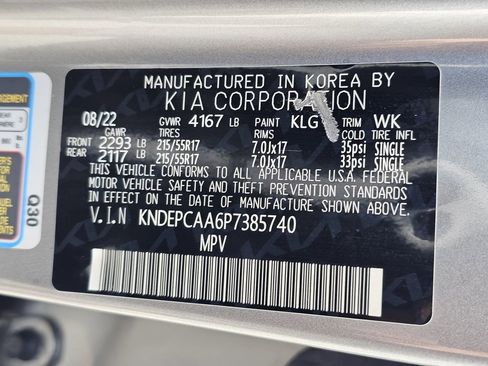 MANUFACTURED IN KOREA BY
KIA CORPORATION
08/22 GVWR 4167 LB PAINT KLG TRIM WK
GAWR TIRES RIMS COLD TIRE INFL
FRONT 2293 LB 215/55R17 7.0Jx17 35psi SINGLE
REAR 2117 LB 215/55R17 7.0Jx17 33psi SINGLE
THIS VEHICLE CONFORMS TO ALL APPLICABLE U.S.A. FEDERAL
MOTOR VEHICLE SAFETY AND THEFT PREVENTION STANDARDS
IN EFFECT ON THE DATE OF MANUFACTURE SHOWN ABOVE.
V.I.N KNDEPCAA6P7385740
MPV
Q30